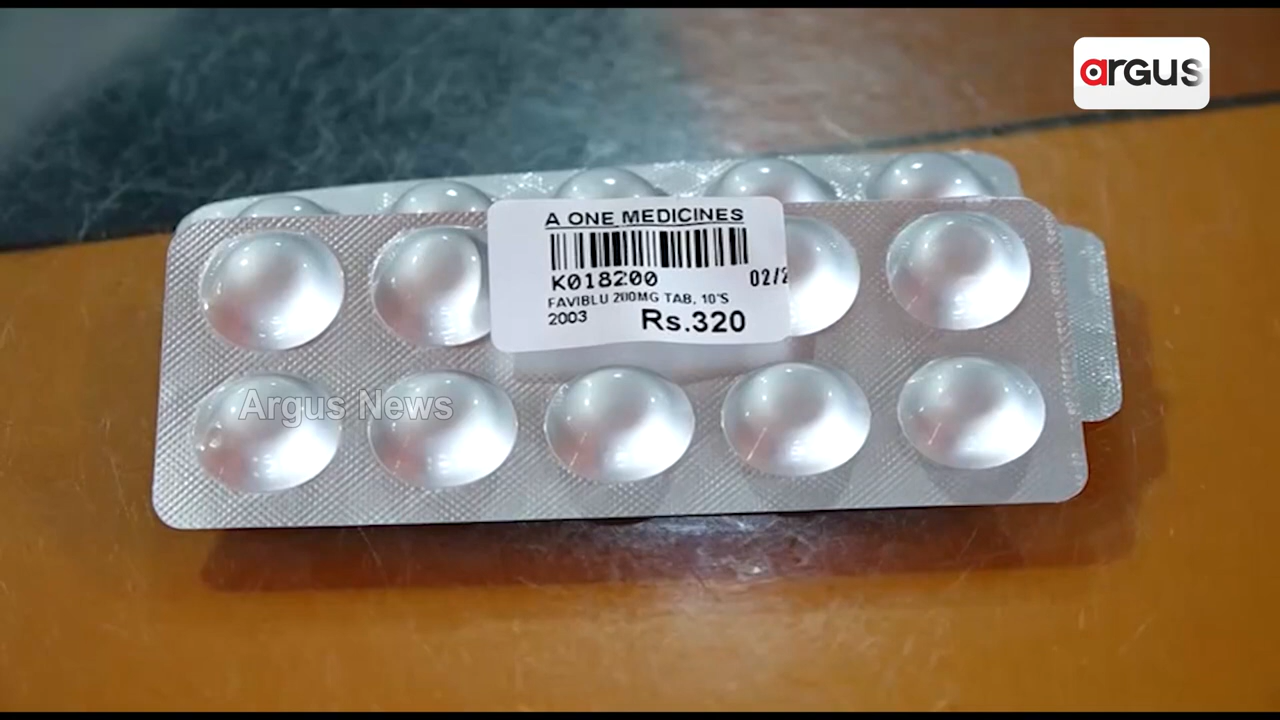 argus
A ONE MEDICINES
K018200
02/2
FAVIBLU 200MG TAB, 10'S
2003
Rs.320
Argus News